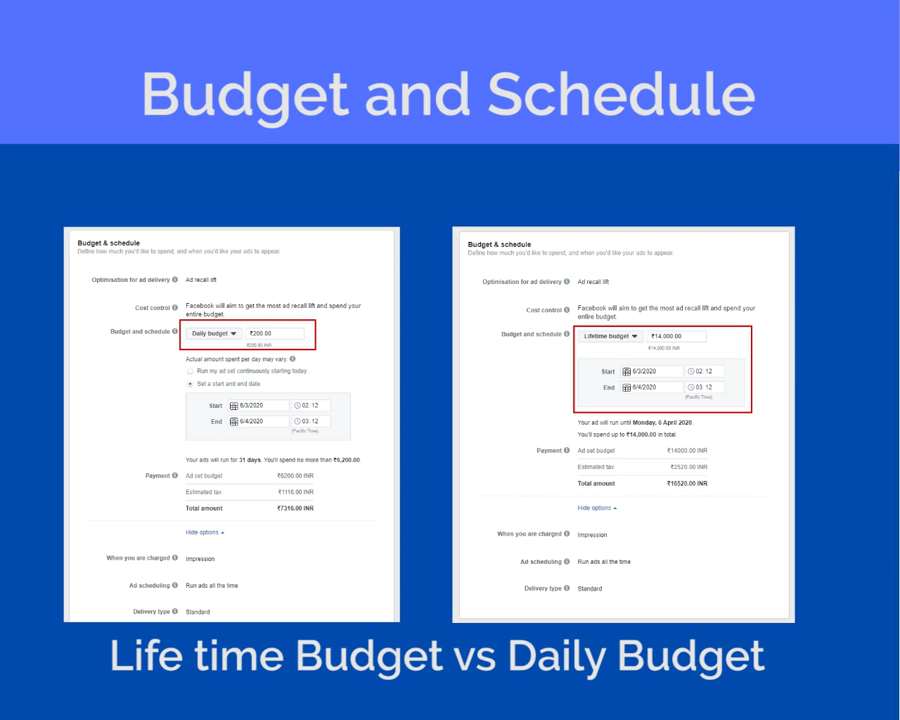 Budget and Schedule
Budget & schedule
Define how much you'd like to spend, and when you'd like your ads to appear.
Optimisation for ad delivery Ad recall lift
Cost control Facebook will aim to get the most ad recall lift and spend your
entire budget.
Budget and schedule Daily budget ₹200.00
₹200.00 INR
Actual amount spent per day may vary.
Run my ad set continuously starting today
Set a start and end date
Start 6/3/2020 02:12
End 6/4/2020 03:12
(Pacific Time)
Your ads will run for 31 days. You'll spend no more than ₹6,200.00.
Payment Ad set budget ₹6200.00 INR
Estimated tax ₹1116.00 INR
Total amount ₹7316.00 INR
Hide options
When you are charged Impression
Ad scheduling Run ads all the time
Delivery type Standard
Budget & schedule
Define how much you'd like to spend, and when you'd like your ads to appear.
Optimisation for ad delivery Ad recall lift
Cost control Facebook will aim to get the most ad recall lift and spend your
entire budget.
Budget and schedule Lifetime budget ₹14,000.00
₹14,000.00 INR
Start 6/3/2020 02:12
End 6/4/2020 03:12
(Pacific Time)
Your ad will run until Monday, 6 April 2020.
You'll spend up to ₹14,000.00 in total.
Payment Ad set budget ₹14000.00 INR
Estimated tax ₹2520.00 INR
Total amount ₹16520.00 INR
Hide options
When you are charged Impression
Ad scheduling Run ads all the time
Delivery type Standard
Life time Budget vs Daily Budget